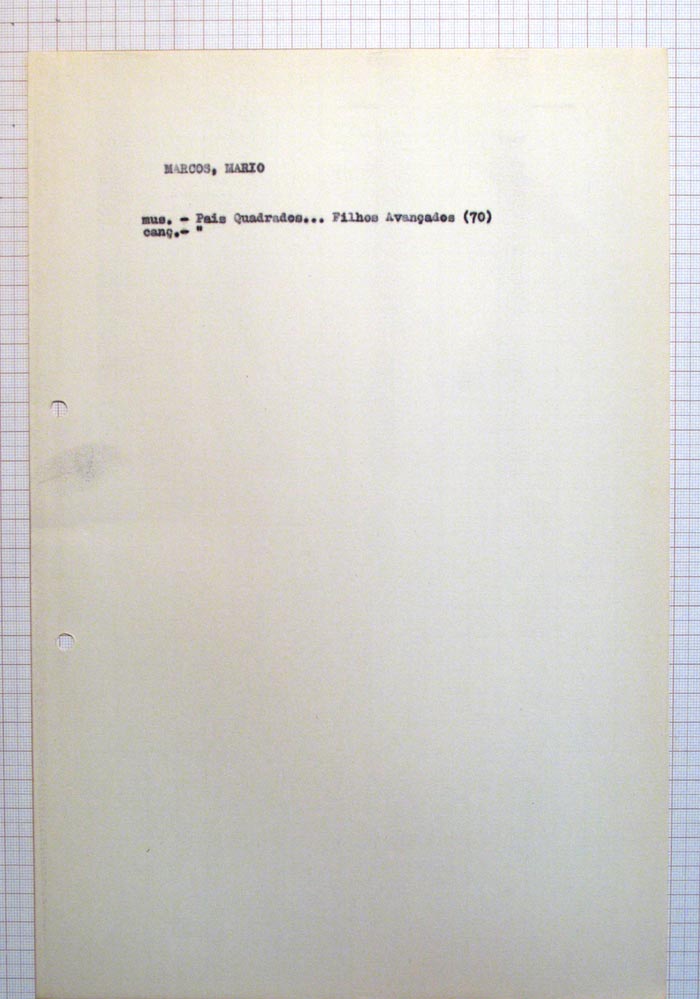 MARCOS, MARIO
mus. - Pais Quadrados... Filhos Avançados (70)
canç.- "